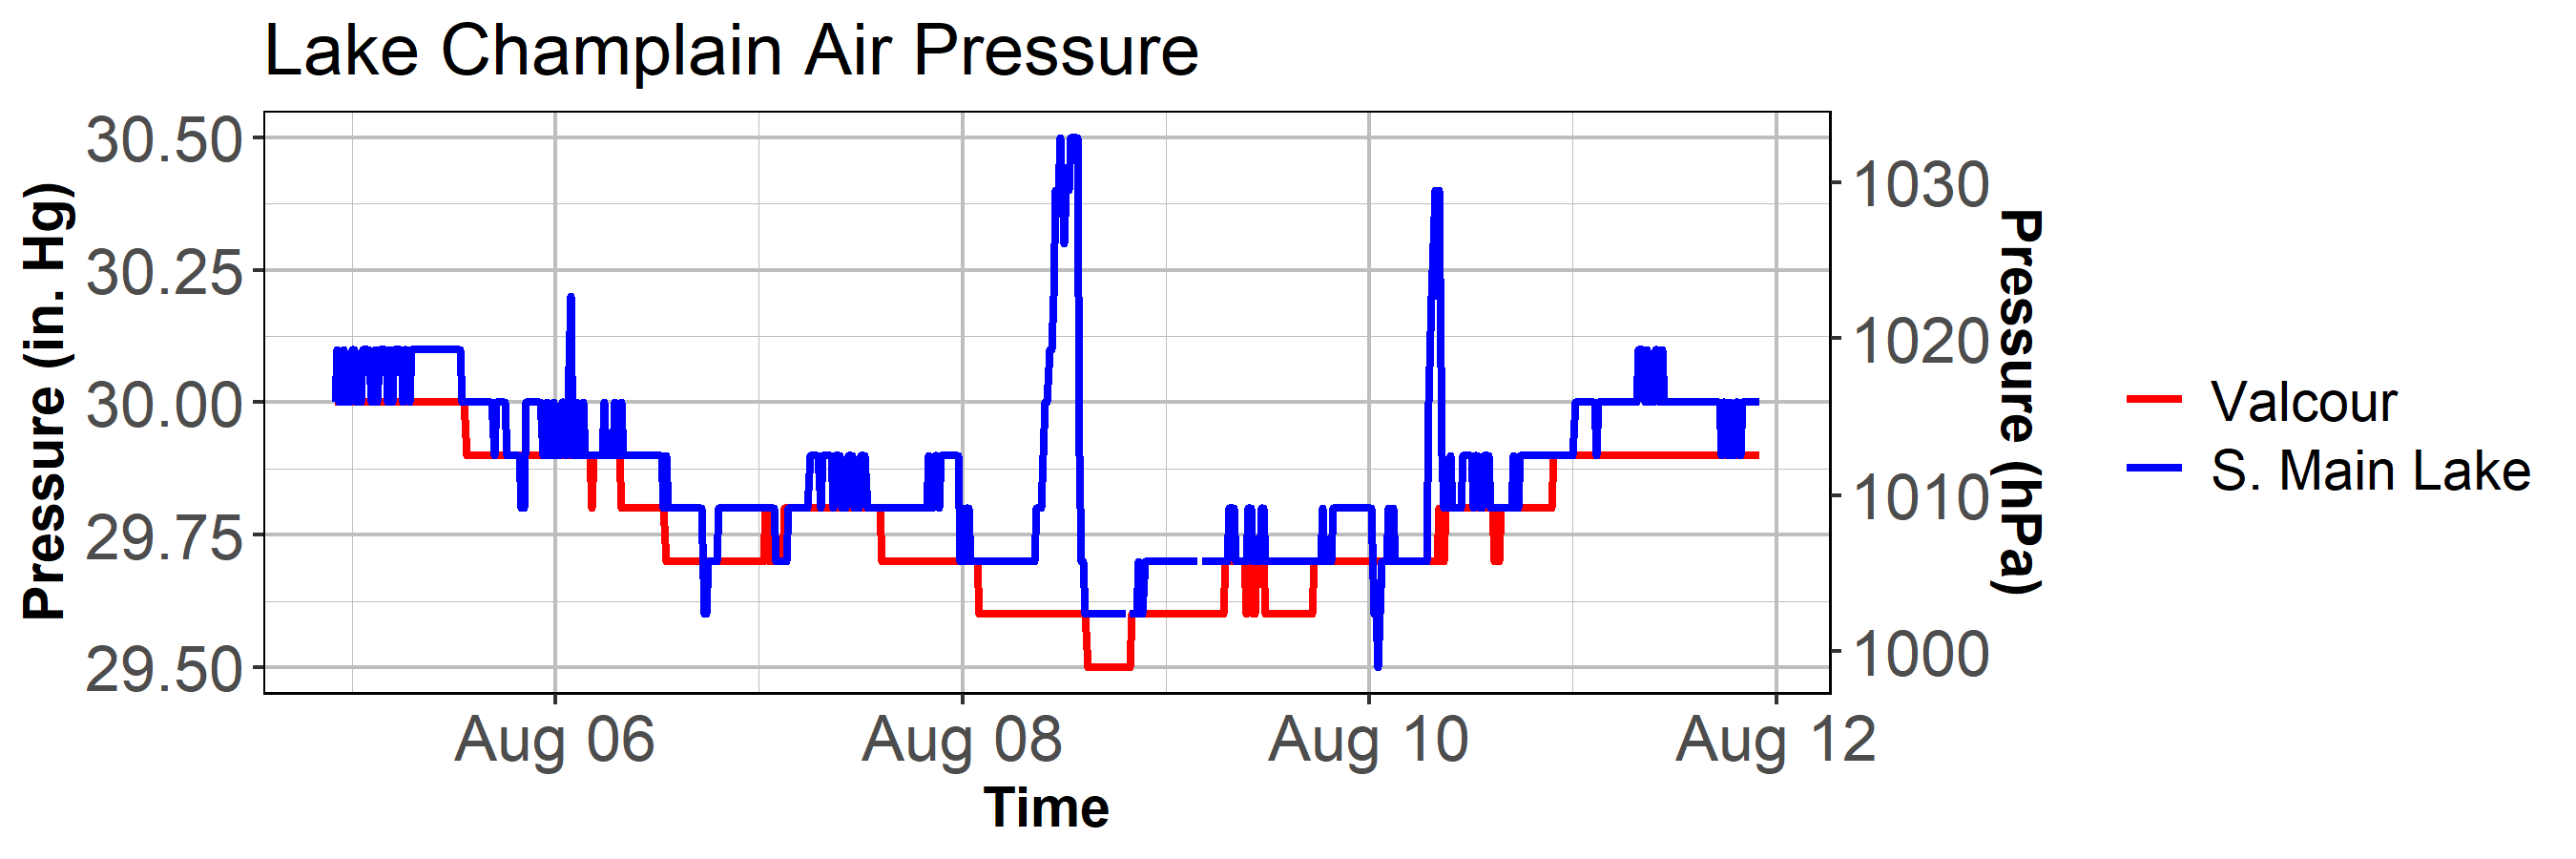 Lake Champlain Air Pressure
Pressure (in. Hg)
30.50
30.25
30.00
29.75
29.50
1030
1020
1010
1000
Pressure (hPa)
Aug 06 Aug 08 Aug 10 Aug 12
Time
Valcour
S. Main Lake